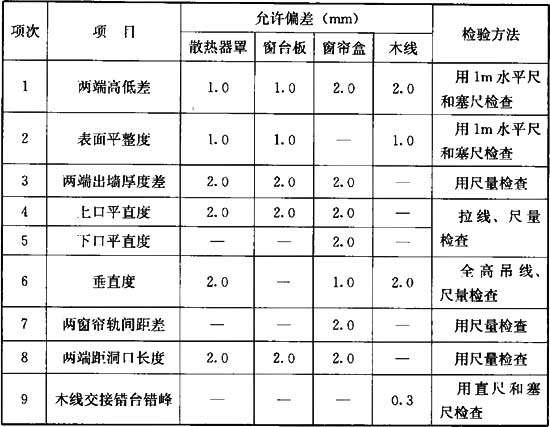 项次 项 目 允许偏差（mm） 检验方法
散热器罩 窗台板 窗帘盒 木线
1 两端高低差 1.0 1.0 2.0 2.0 用1m水平尺
和塞尺检查
2 表面平整度 1.0 1.0 — 1.0 用1m水平尺
和塞尺检查
3 两端出墙厚度差 2.0 2.0 2.0 — 用尺量检查
4 上口平直度 2.0 2.0 2.0 — 拉线、尺量
检查
5 下口平直度 — — 2.0 —
6 垂直度 2.0 — 1.0 2.0 全高吊线、
尺量检查
7 两窗帘轨间距差 — — 2.0 — 用尺量检查
8 两端距洞口长度 2.0 2.0 2.0 — 用尺量检查
9 木线交接错台错峰 — — — 0.3 用直尺和塞
尺检查